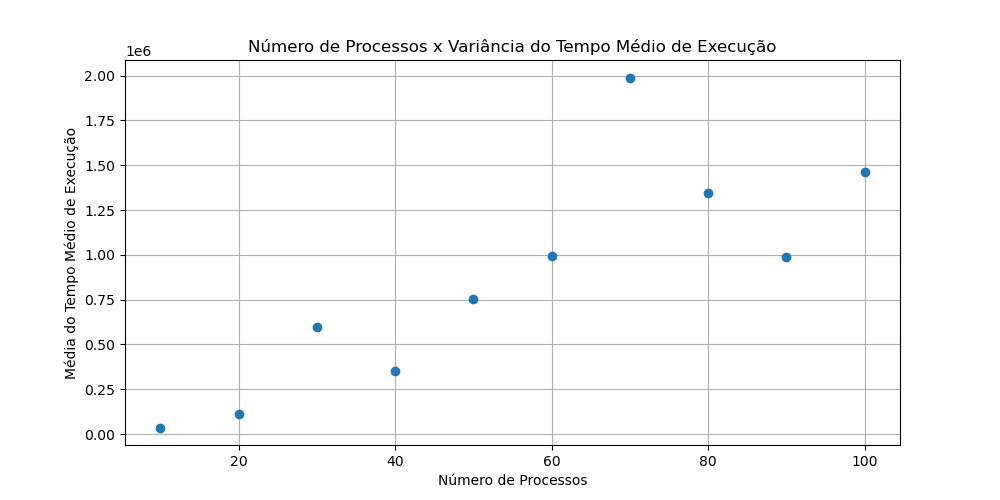 Número de Processos x Variância do Tempo Médio de Execução
1e6
Média do Tempo Médio de Execução
2.00
1.75
1.50
1.25
1.00
0.75
0.50
0.25
0.00
20 40 60 80 100
Número de Processos